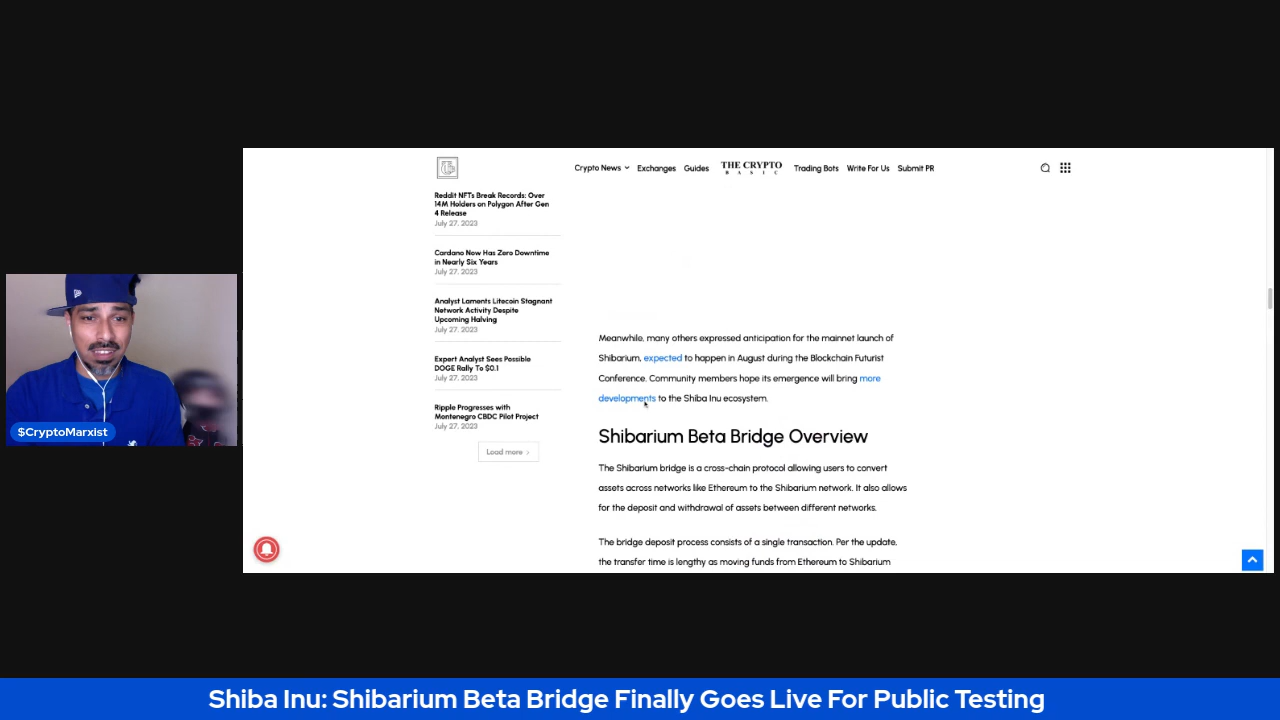 Crypto News
Exchanges
Guides
THE CRYPTO
BASIC
Trading Bots
Write For Us
Submit PR
Reddit NFTs Break Records: Over
14M Holders on Polygon After Gen
4 Release
July 27, 2023
Cardano Now Has Zero Downtime
in Nearly Six Years
July 27, 2023
Analyst Laments Litecoin Stagnant
Network Activity Despite
Upcoming Halving
July 27, 2023
Expert Analyst Sees Possible
DOGE Rally To $0.1
July 27, 2023
Ripple Progresses with
Montenegro CBDC Pilot Project
July 27, 2023
Load more
Meanwhile, many others expressed anticipation for the mainnet launch of
Shibarium, expected to happen in August during the Blockchain Futurist
Conference. Community members hope its emergence will bring more
developments to the Shiba Inu ecosystem.
Shibarium Beta Bridge Overview
The Shibarium bridge is a cross-chain protocol allowing users to convert
assets across networks like Ethereum to the Shibarium network. It also allows
for the deposit and withdrawal of assets between different networks.
The bridge deposit process consists of a single transaction. Per the update,
the transfer time is lengthy as moving funds from Ethereum to Shibarium
$CryptoMarxist
Shiba Inu: Shibarium Beta Bridge Finally Goes Live For Public Testing